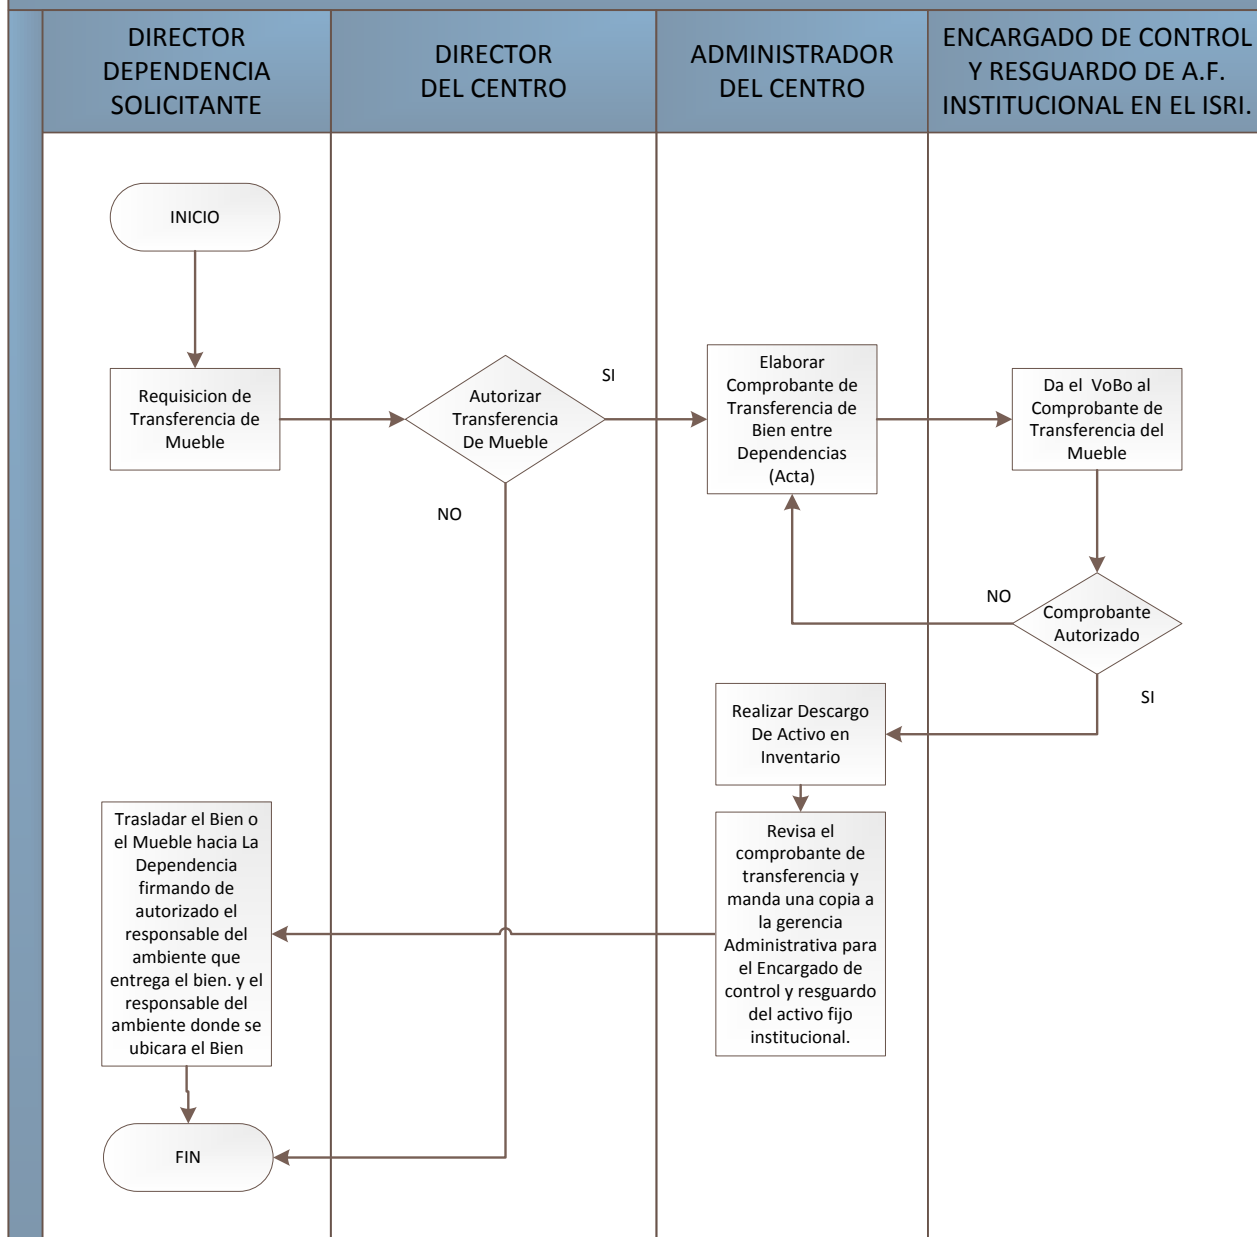 DIRECTOR
DEPENDENCIA
SOLICITANTE
DIRECTOR
DEL CENTRO
ADMINISTRADOR
DEL CENTRO
ENCARGADO DE CONTROL
Y RESGUARDO DE A.F.
INSTITUCIONAL EN EL ISRI.
INICIO
Requisicion de
Transferencia de
Mueble
Autorizar
Transferencia
De Mueble
SI
NO
Elaborar
Comprobante de
Transferencia de
Bien entre
Dependencias
(Acta)
Da el VoBo al
Comprobante de
Transferencia del
Mueble
Comprobante
Autorizado
NO
SI
Realizar Descargo
De Activo en
Inventario
Revisa el
comprobante de
transferencia y
manda una copia a
la gerencia
Administrativa para
el Encargado de
control y resguardo
del activo fijo
institucional.
Trasladar el Bien o
el Mueble hacia La
Dependencia
firmando de
autorizado el
responsable del
ambiente que
entrega el bien. y el
responsable del
ambiente donde se
ubicara el Bien
FIN